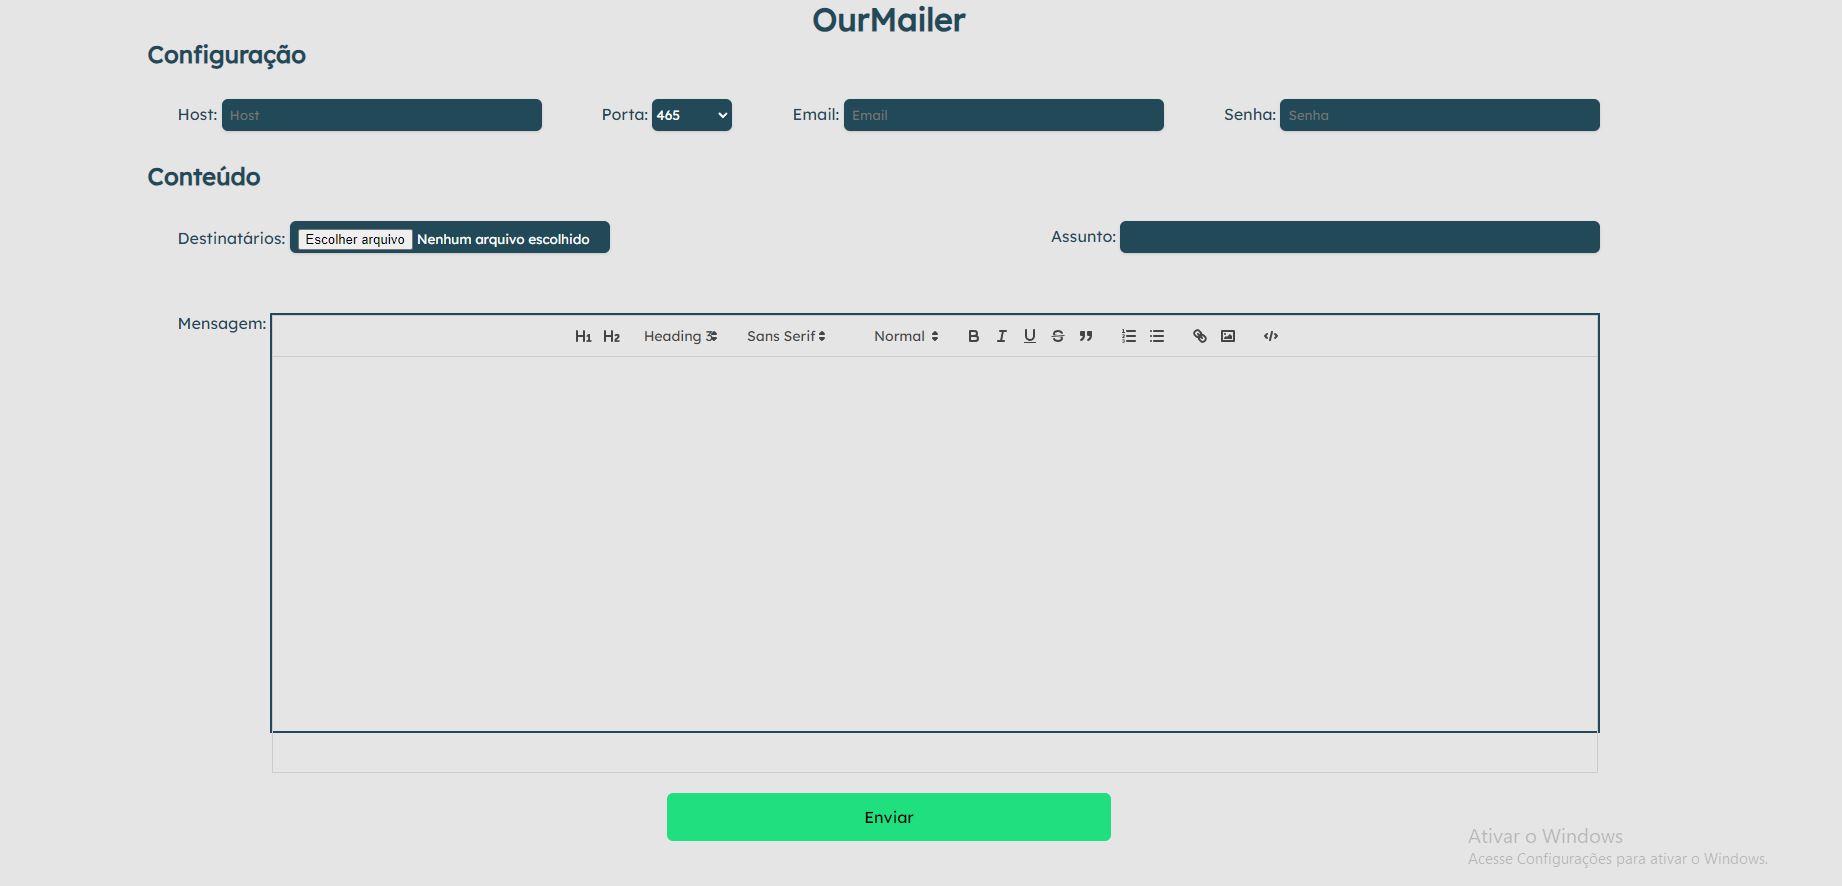 OurMailer
Configuração
Host: Host Porta: 465 Email: Email Senha: Senha
Conteúdo
Destinatários: Escolher arquivo Nenhum arquivo escolhido Assunto:
Mensagem: H1 H2 Heading 3 Sans Serif Normal B I U S
Enviar
Ativar o Windows
Acesse Configurações para ativar o Windows.